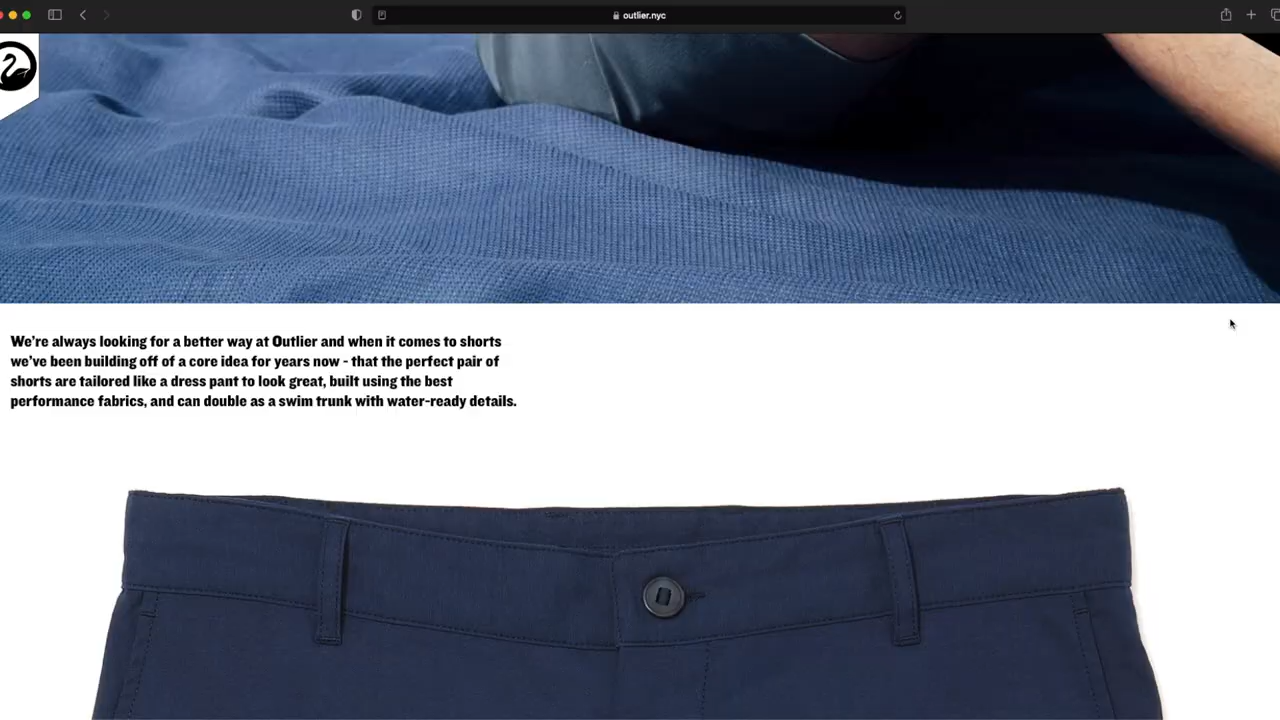 outlier.nyc
We're always looking for a better way at Outlier and when it comes to shorts
we've been building off of a core idea for years now - that the perfect pair of
shorts are tailored like a dress pant to look great, built using the best
performance fabrics, and can double as a swim trunk with water-ready details.